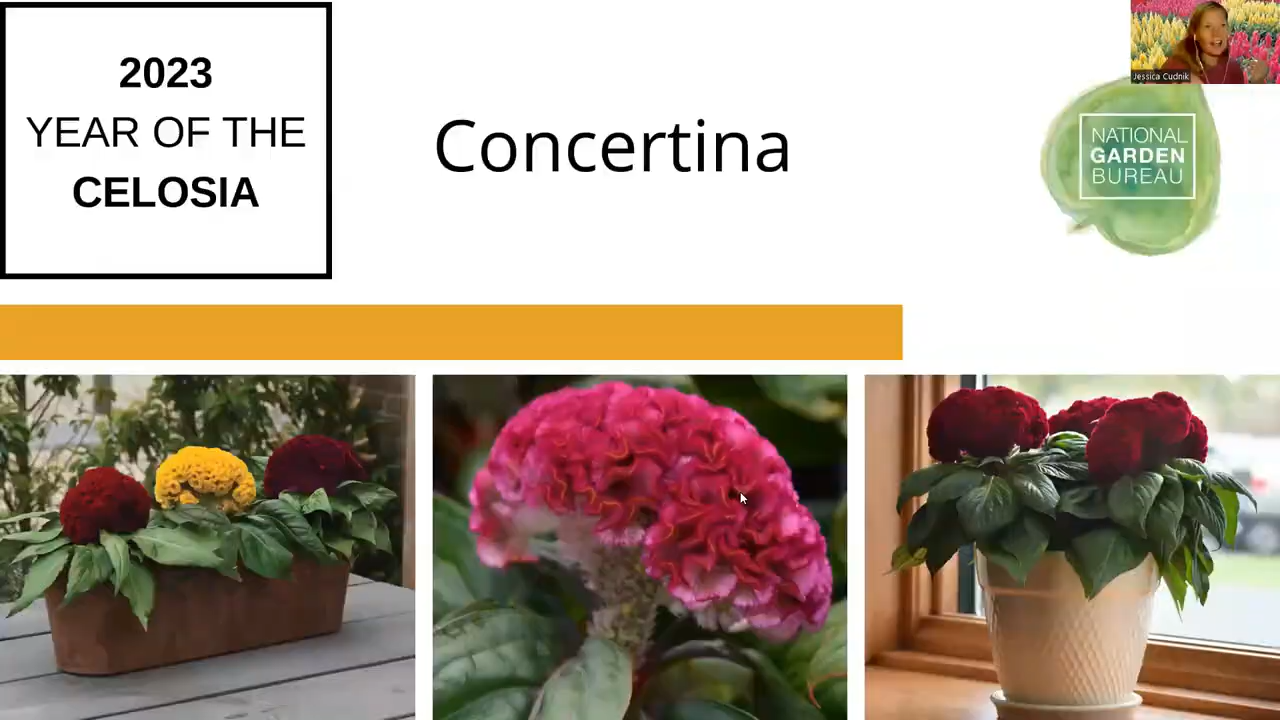 2023
YEAR OF THE
CELOSIA
Concertina
Jessica Cudnik
NATIONAL
GARDEN
BUREAU